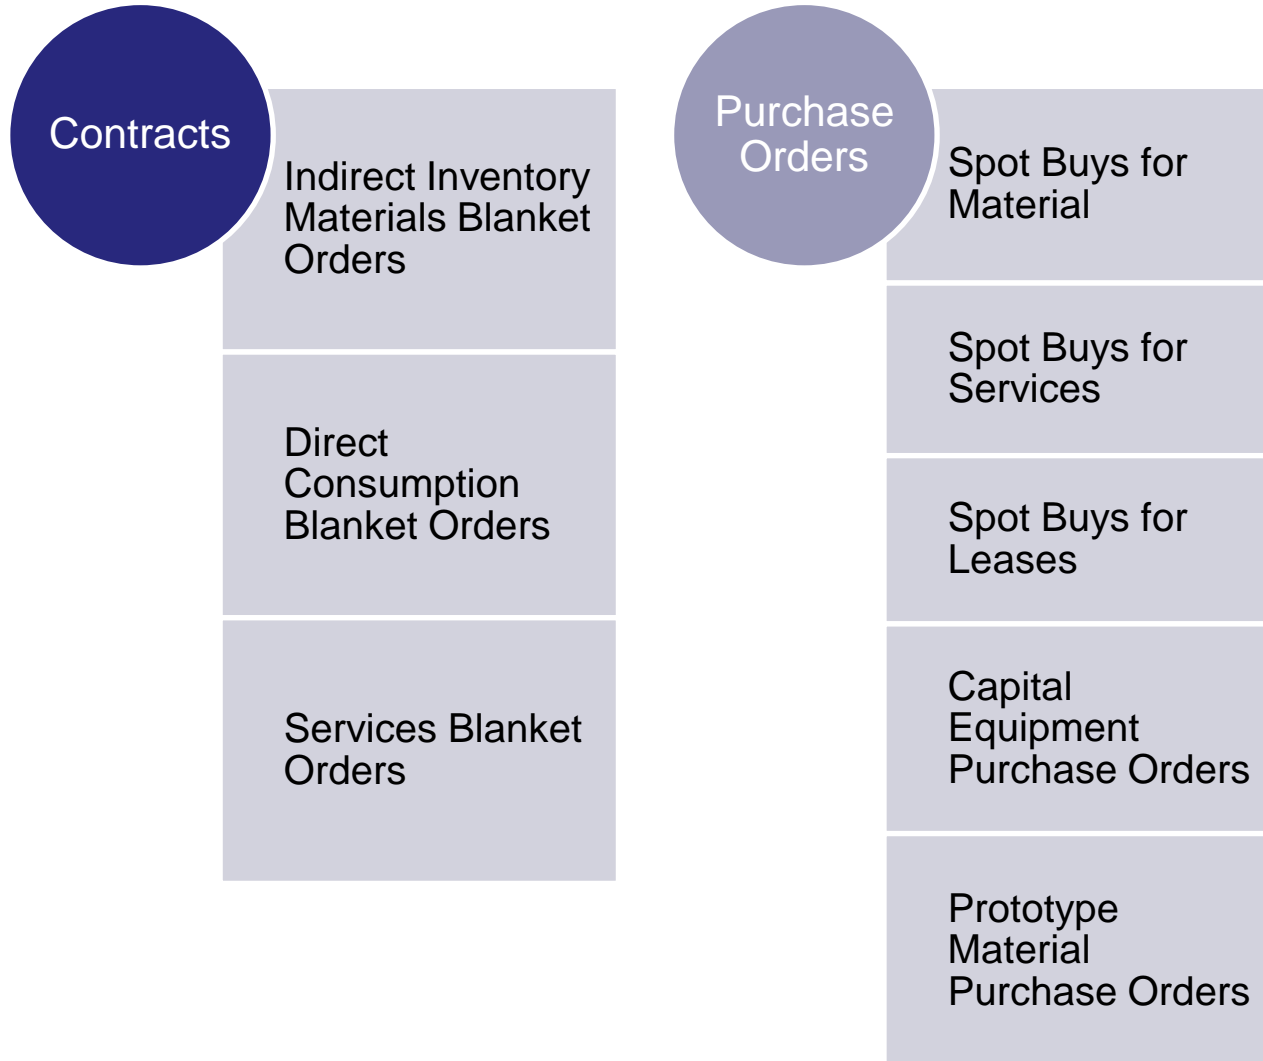 Contracts
Indirect Inventory
Materials Blanket
Orders
Direct
Consumption
Blanket Orders
Services Blanket
Orders
Purchase
Orders
Spot Buys for
Material
Spot Buys for
Services
Spot Buys for
Leases
Capital
Equipment
Purchase Orders
Prototype
Material
Purchase Orders